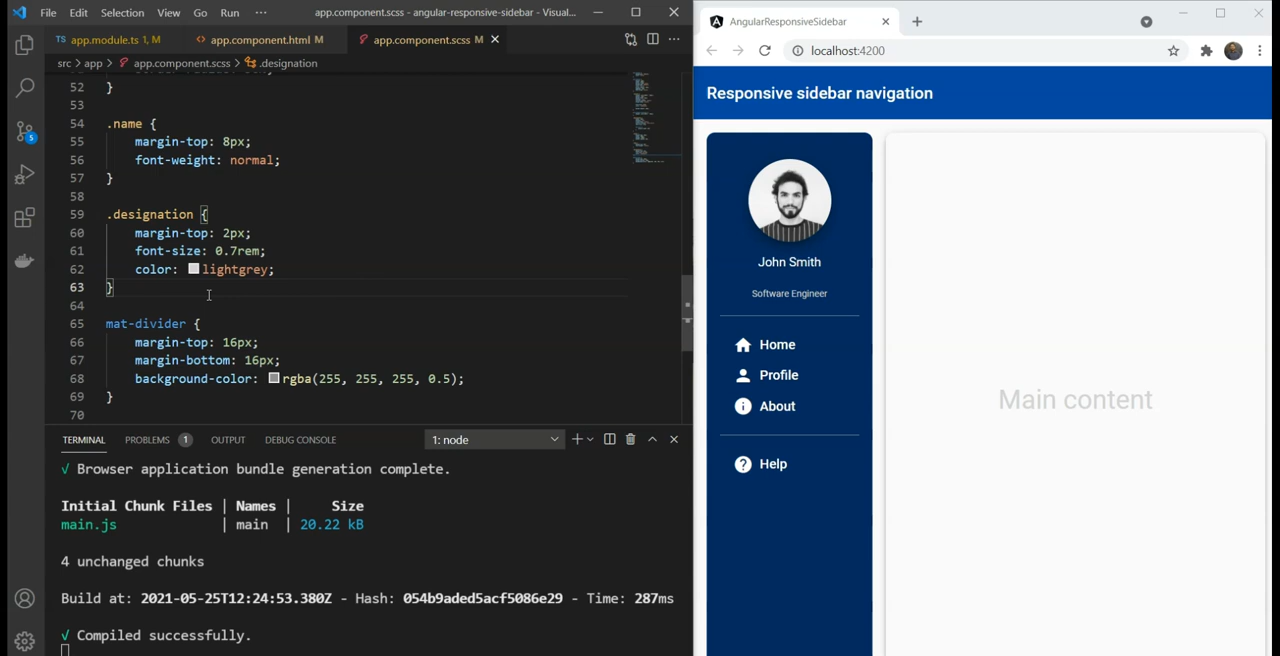 File Edit Selection View Go Run ··· app.component.scss - angular-responsive-sidebar - Visual...
TS app.module.ts 1, M
<> app.component.html M
app.component.scss M
src > app > app.component.scss > .designation
52 }
53
54 .name {
55 margin-top: 8px;
56 font-weight: normal;
57 }
58
59 .designation {
60 margin-top: 2px;
61 font-size: 0.7rem;
62 color: lightgrey;
63 }
64
65 mat-divider {
66 margin-top: 16px;
67 margin-bottom: 16px;
68 background-color: rgba(255, 255, 255, 0.5);
69 }
70
5
TERMINAL PROBLEMS 1 OUTPUT DEBUG CONSOLE 1: node
√ Browser application bundle generation complete.
Initial Chunk Files | Names | Size
main.js | main | 20.22 kB
4 unchanged chunks
Build at: 2021-05-25T12:24:53.380Z - Hash: 054b9aded5acf5086e29 - Time: 287ms
√ Compiled successfully.
AngularResponsiveSidebar
localhost:4200
Responsive sidebar navigation
John Smith
Software Engineer
Home
Profile
About
Help
Main content